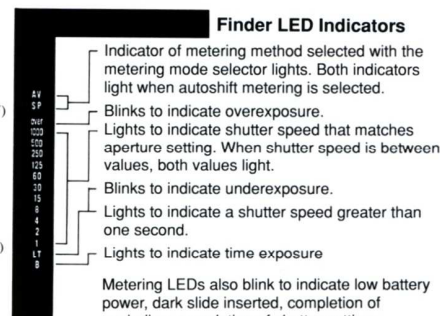 Finder LED Indicators
Indicator of metering method selected with the
metering mode selector lights. Both indicators
light when autoshift metering is selected.
Blinks to indicate overexposure.
Lights to indicate shutter speed that matches
aperture setting. When shutter speed is between
values, both values light.
Blinks to indicate underexposure.
Lights to indicate a shutter speed greater than
one second.
Lights to indicate time exposure
Metering LEDs also blink to indicate low battery
power, dark slide inserted, completion of
AV
SP
over
1000
500
250
125
60
30
15
8
4
2
1
LT
B